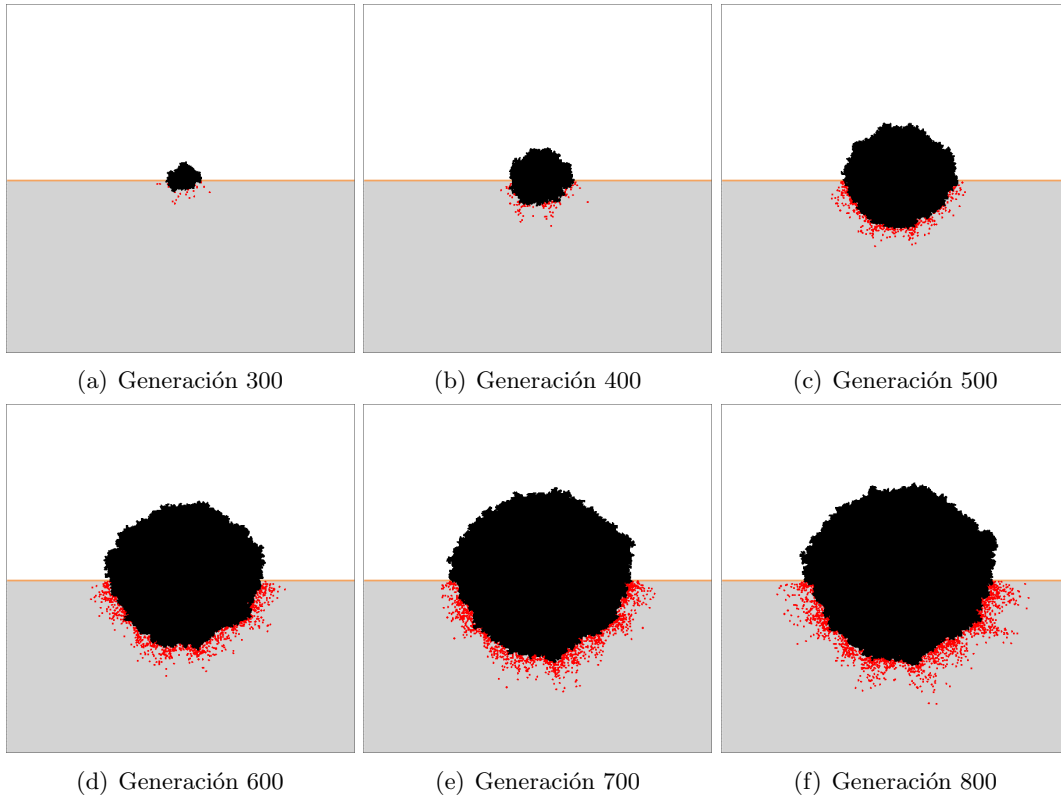 (a) Generación 300
(b) Generación 400
(c) Generación 500
(d) Generación 600
(e) Generación 700
(f) Generación 800